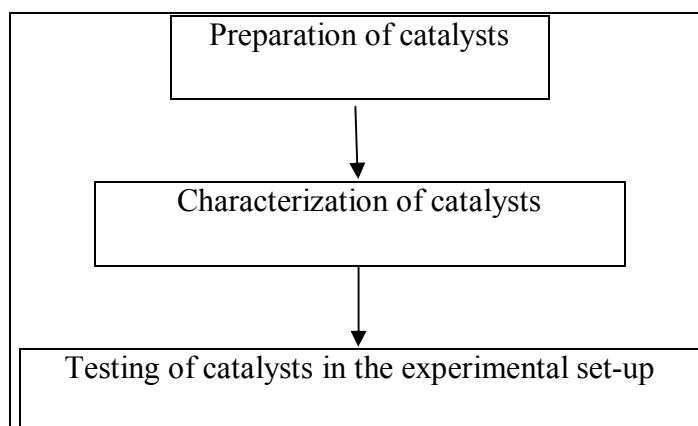 Preparation of catalysts
Characterization of catalysts
Testing of catalysts in the experimental set-up